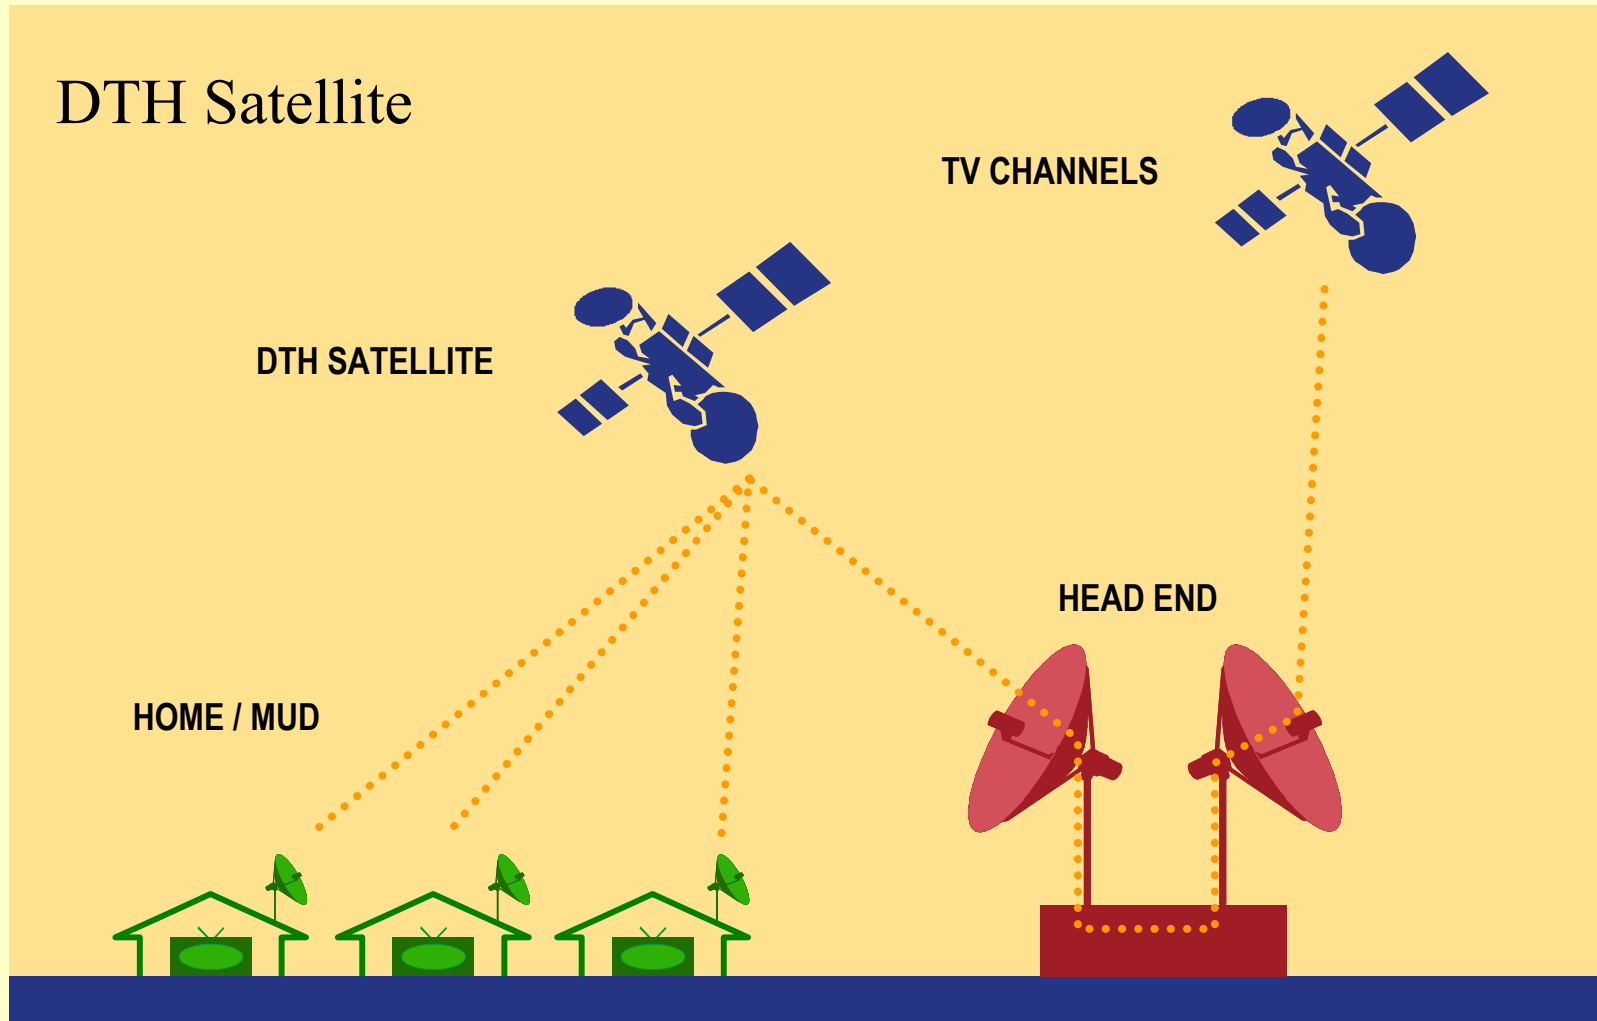 DTH Satellite
TV CHANNELS
DTH SATELLITE
HEAD END
HOME / MUD